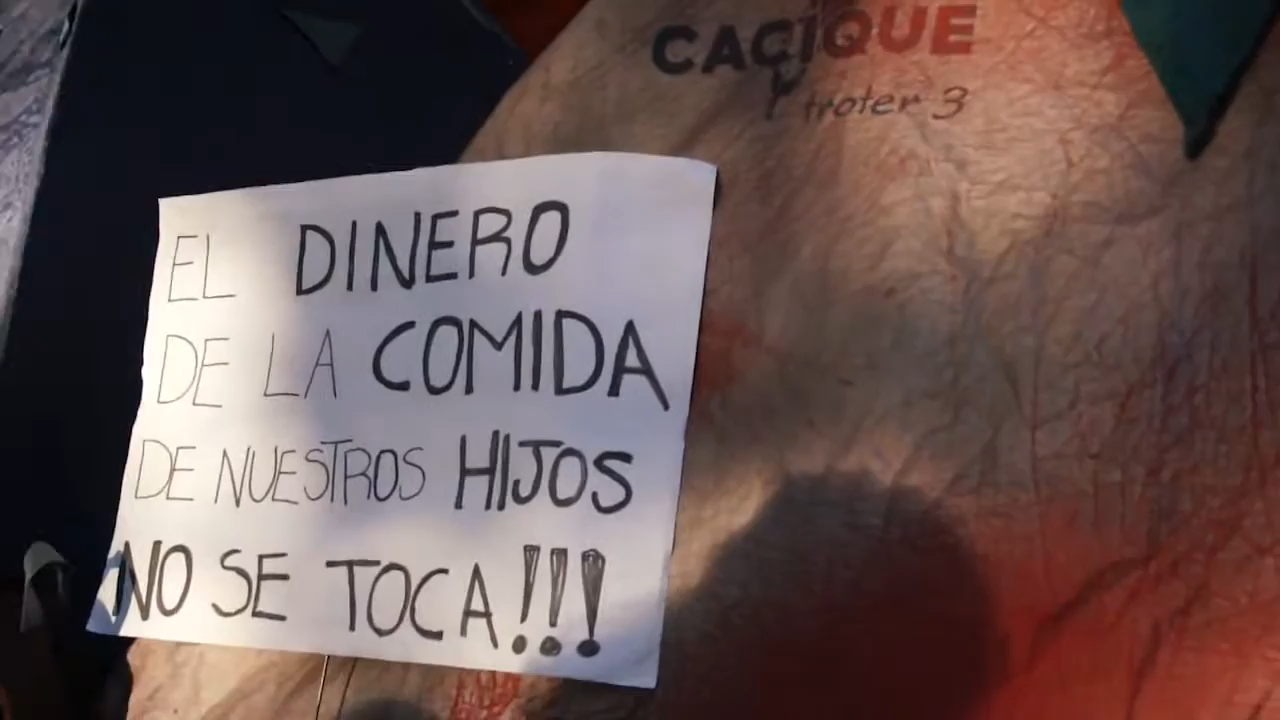 CACIQUE
troter 3
EL DINERO
DE LA COMIDA
DE NUESTROS HIJOS
NO SE TOCA!!!